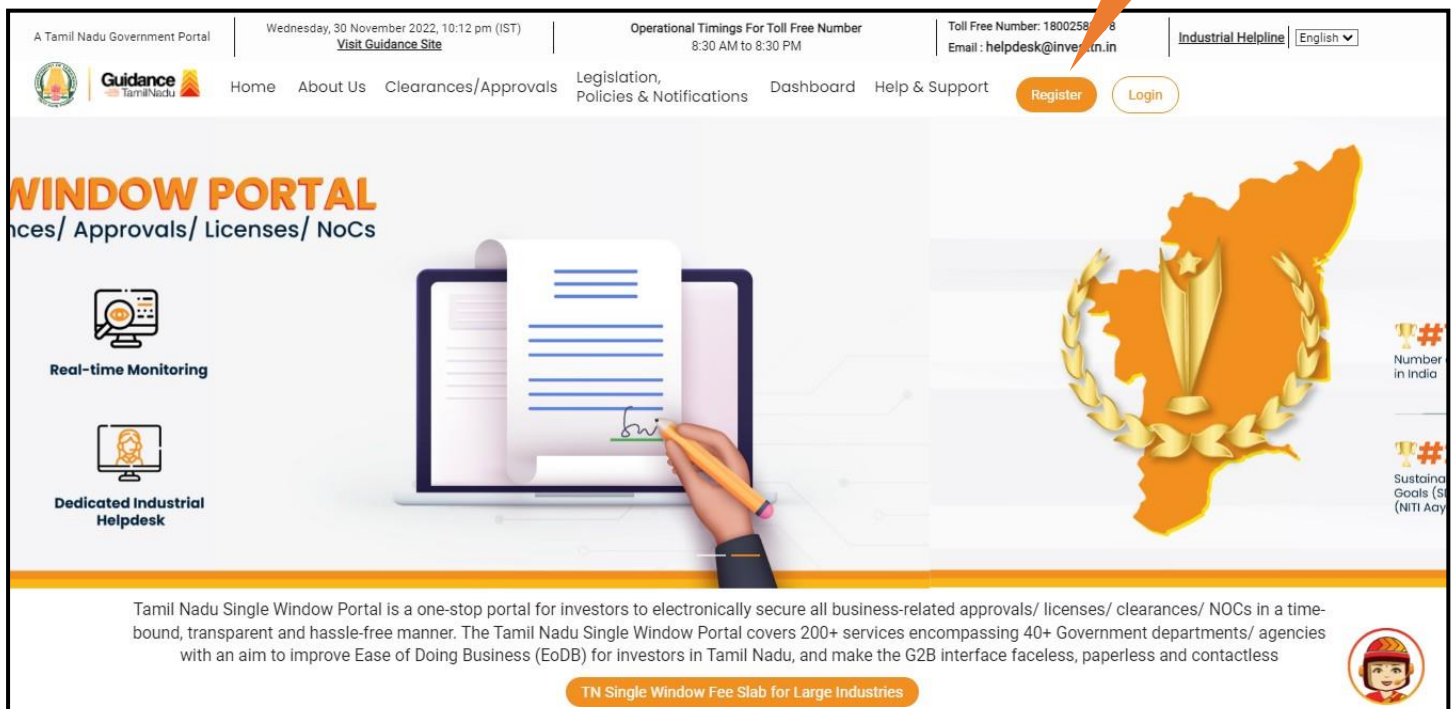 A Tamil Nadu Government Portal
Wednesday, 30 November 2022, 10:12 pm (IST)
Visit Guidance Site
Operational Timings For Toll Free Number
8:30 AM to 8:30 PM
Toll Free Number:
Email :
Industrial Helpline
English
Guidance
TamilNadu
Home About Us Clearances/Approvals Legislation,
Policies & Notifications Dashboard Help & Support Register Login
WINDOW PORTAL
Approvals/ Licenses/ NoCs
Real-time Monitoring
Dedicated Industrial
Helpdesk
Number
in India
Goals
(NITI
Tamil Nadu Single Window Portal is a one-stop portal for investors to electronically secure all business-related approvals/ licenses/ clearances/ NOCs in a time-
bound, transparent and hassle-free manner. The Tamil Nadu Single Window Portal covers 200+ services encompassing 40+ Government departments/ agencies
with an aim to improve Ease of Doing Business (EoDB) for investors in Tamil Nadu, and make the G2B interface faceless, paperless and contactless
TN Single Window Fee Slab for Large Industries